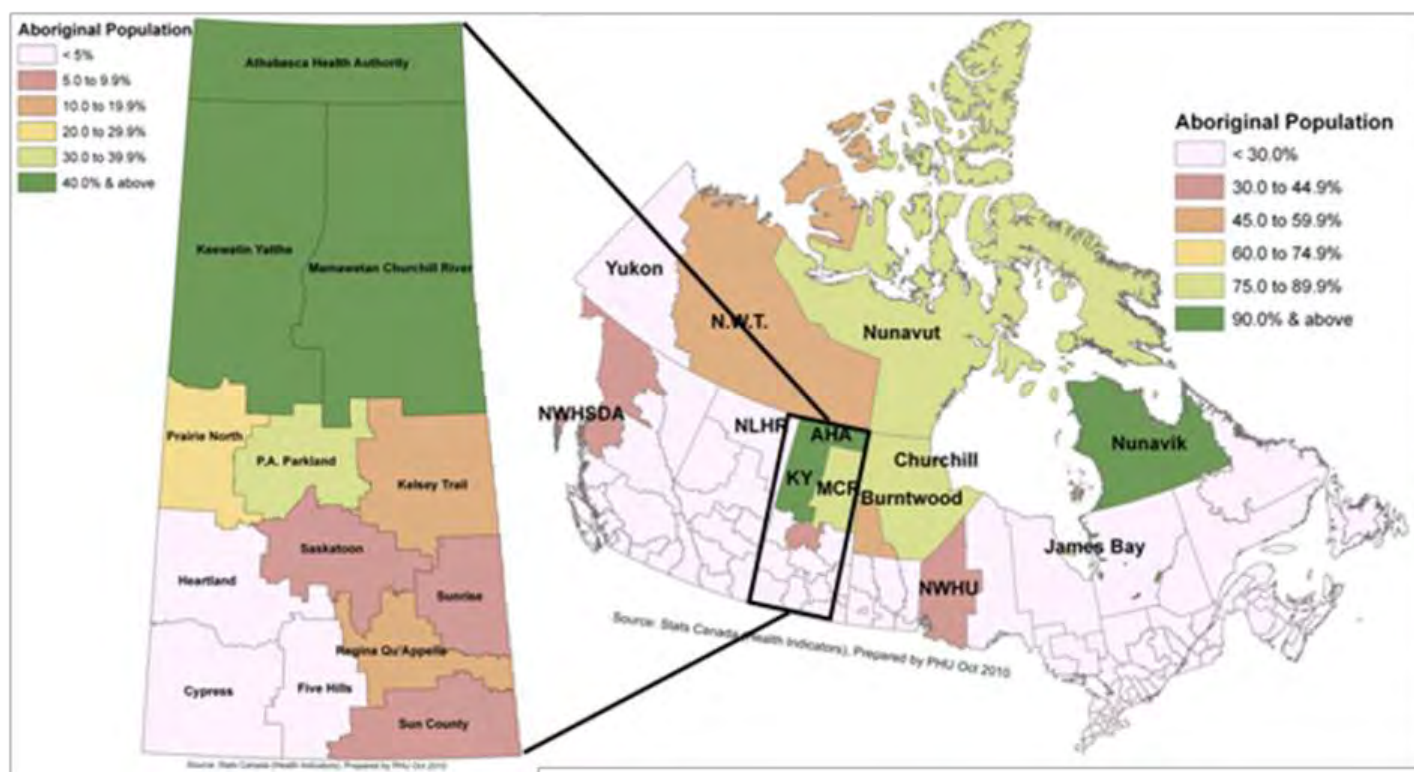 Aboriginal Population
< 5%
5.0 to 9.9%
10.0 to 19.9%
20.0 to 29.9%
30.0 to 39.9%
40.0% & above
Athabasca Health Authority
Keewatin Yatthe
Mamawetan Churchill River
Prairie North
P.A. Parkland
Kelsey Trail
Saskatoon
Heartland
Sunrise
Regina Qu'Appelle
Cypress
Five Hills
Sun County
Source: Stats Canada (Health Indicators), Prepared by PHU Oct 2010
Aboriginal Population
< 30.0%
30.0 to 44.9%
45.0 to 59.9%
60.0 to 74.9%
75.0 to 89.9%
90.0% & above
Yukon
N.W.T.
Nunavut
NWHSDA
NLHR
AHA
KY
MCR
Churchill
Burntwood
Nunavik
NWHU
James Bay
Source: Stats Canada (Health Indicators), Prepared by PHU Oct 2010